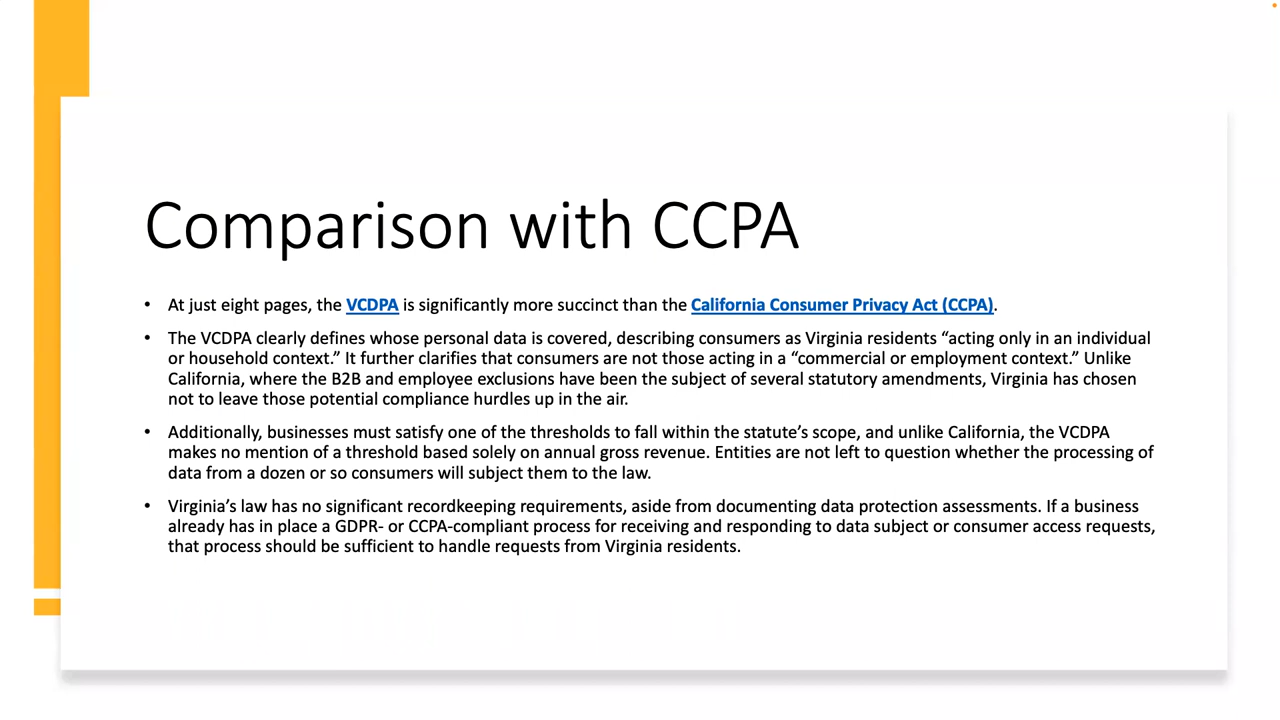 Comparison with CCPA
• At just eight pages, the VCDPA is significantly more succinct than the California Consumer Privacy Act (CCPA).
• The VCDPA clearly defines whose personal data is covered, describing consumers as Virginia residents “acting only in an individual
or household context.” It further clarifies that consumers are not those acting in a “commercial or employment context.” Unlike
California, where the B2B and employee exclusions have been the subject of several statutory amendments, Virginia has chosen
not to leave those potential compliance hurdles up in the air.
• Additionally, businesses must satisfy one of the thresholds to fall within the statute’s scope, and unlike California, the VCDPA
makes no mention of a threshold based solely on annual gross revenue. Entities are not left to question whether the processing of
data from a dozen or so consumers will subject them to the law.
• Virginia’s law has no significant recordkeeping requirements, aside from documenting data protection assessments. If a business
already has in place a GDPR- or CCPA-compliant process for receiving and responding to data subject or consumer access requests,
that process should be sufficient to handle requests from Virginia residents.